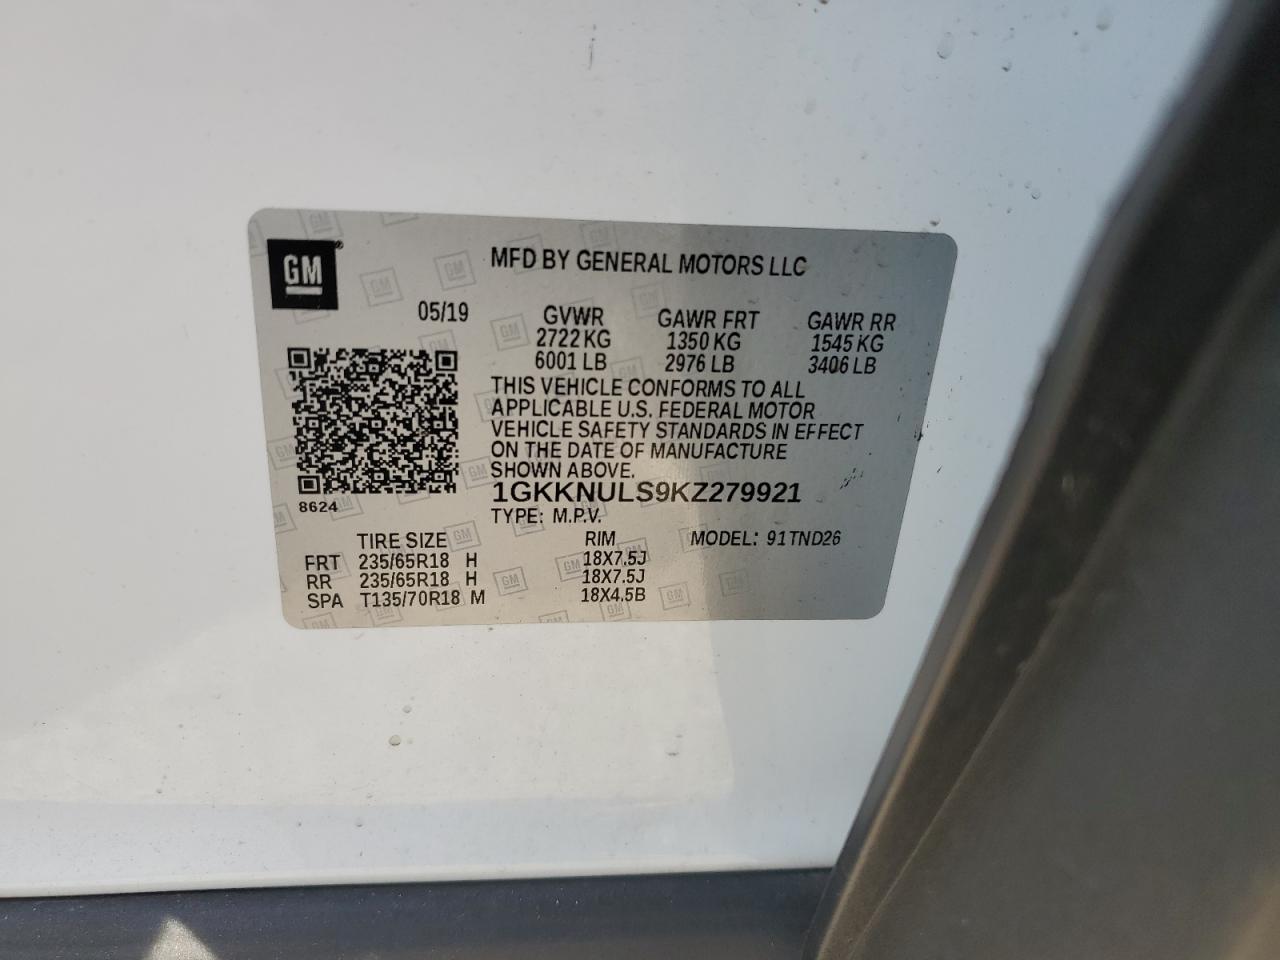 GM
MFD BY GENERAL MOTORS LLC
05/19 GVWR GAWR FRT GAWR RR
2722 KG 1350 KG 1545 KG
6001 LB 2976 LB 3406 LB
THIS VEHICLE CONFORMS TO ALL
APPLICABLE U.S. FEDERAL MOTOR
VEHICLE SAFETY STANDARDS IN EFFECT
ON THE DATE OF MANUFACTURE
SHOWN ABOVE.
1GKKNULS9KZ279921
8624
TYPE: M.P.V.
TIRE SIZE RIM MODEL: 91TND26
FRT 235/65R18 H 18X7.5J
RR 235/65R18 H 18X7.5J
SPA T135/70R18 M 18X4.5B